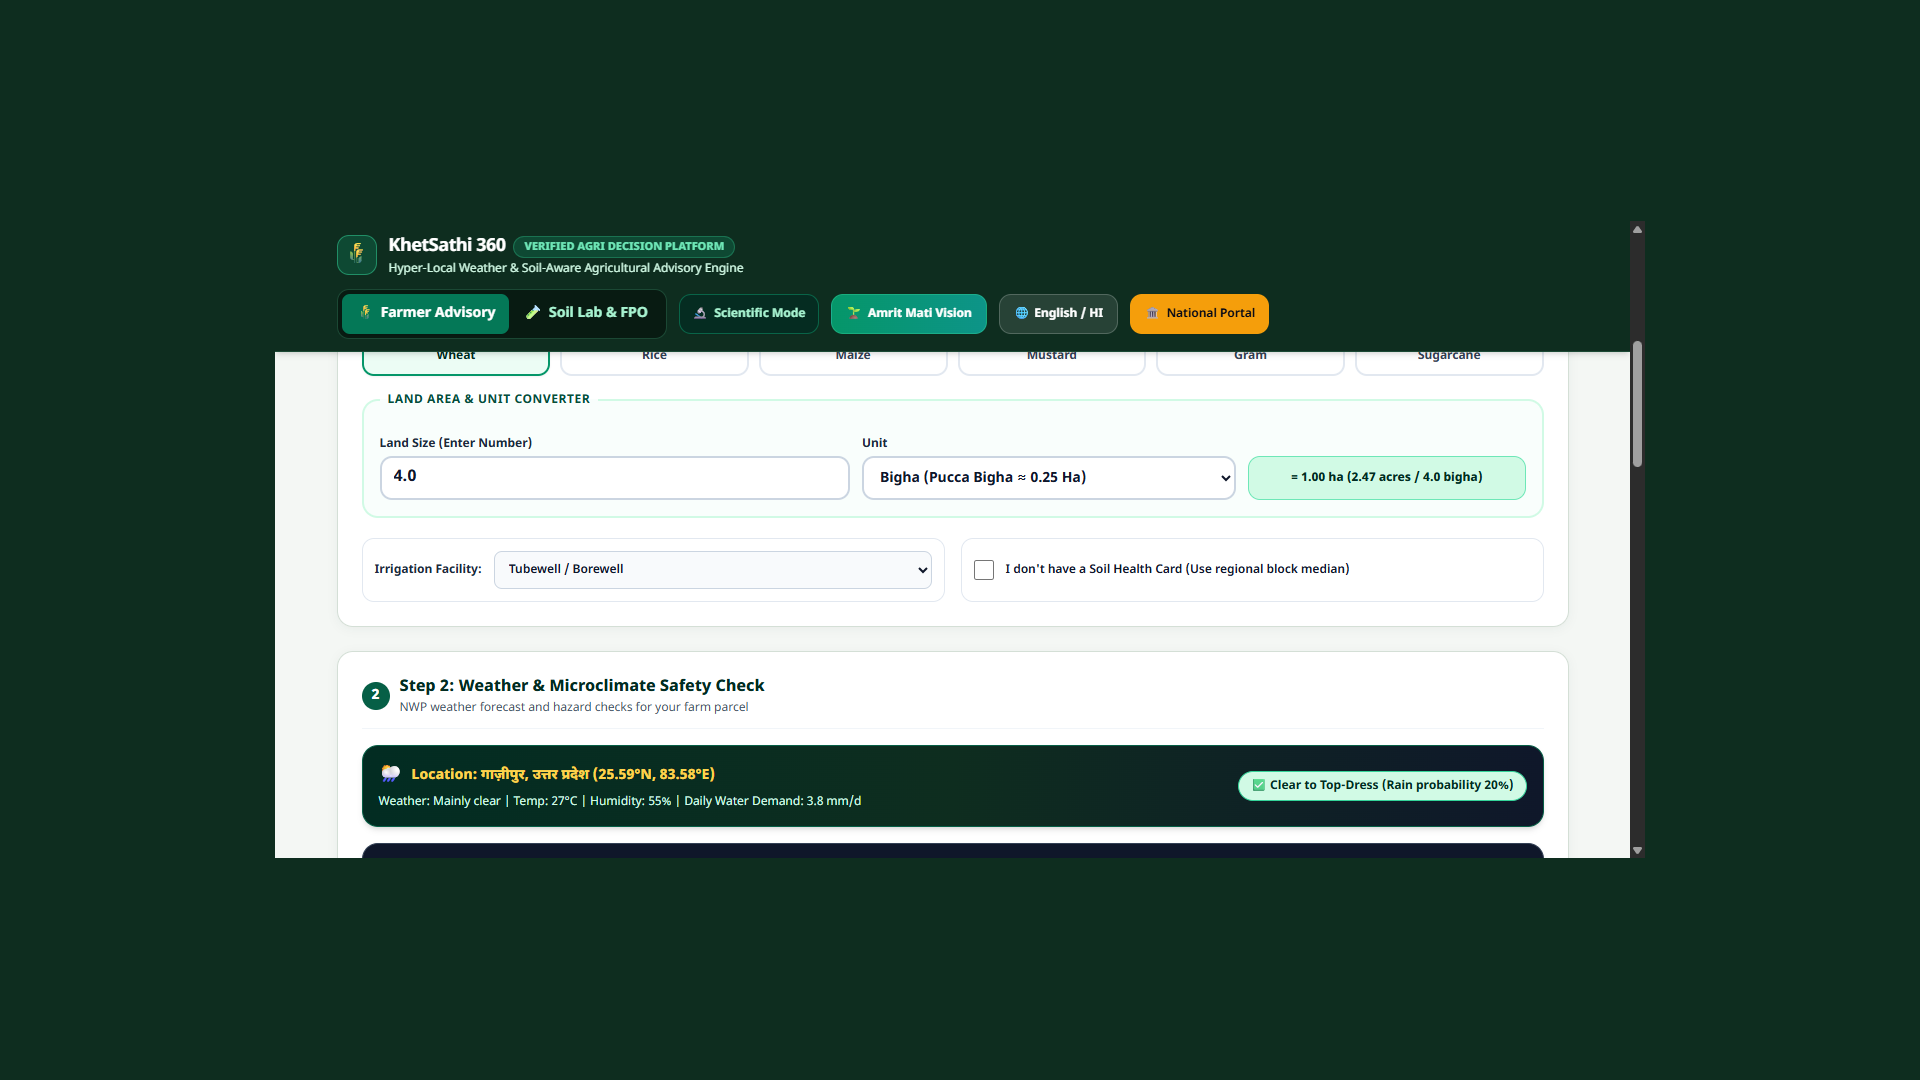 KhetSathi 360 VERIFIED AGRI DECISION PLATFORM
Hyper-Local Weather & Soil-Aware Agricultural Advisory Engine
Farmer Advisory Soil Lab & FPO Scientific Mode Amrit Mati Vision English / HI National Portal
Wheat Rice Maize Mustard Gram Sugarcane
LAND AREA & UNIT CONVERTER
Land Size (Enter Number) Unit
4.0 Bigha (Pucca Bigha ≈ 0.25 Ha) = 1.00 ha (2.47 acres / 4.0 bigha)
Irrigation Facility: Tubewell / Borewell I don't have a Soil Health Card (Use regional block median)
2 Step 2: Weather & Microclimate Safety Check
NWP weather forecast and hazard checks for your farm parcel
Location: गाज़ीपुर, उत्तर प्रदेश (25.59°N, 83.58°E)
Weather: Mainly clear | Temp: 27°C | Humidity: 55% | Daily Water Demand: 3.8 mm/d
Clear to Top-Dress (Rain probability 20%)